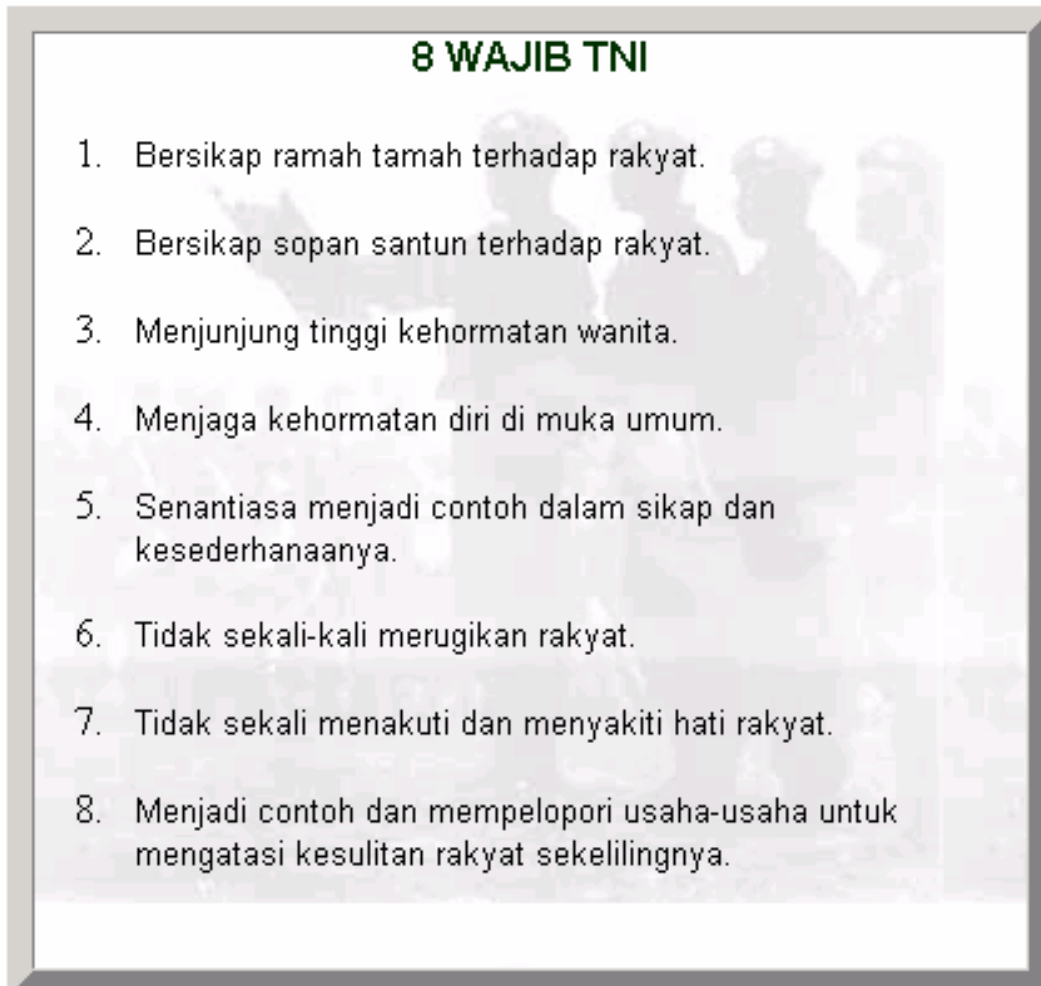 8 WAJIB TNI
1. Bersikap ramah tamah terhadap rakyat.
2. Bersikap sopan santun terhadap rakyat.
3. Menjunjung tinggi kehormatan wanita.
4. Menjaga kehormatan diri di muka umum.
5. Senantiasa menjadi contoh dalam sikap dan
kesederhanaanya.
6. Tidak sekali-kali merugikan rakyat.
7. Tidak sekali menakuti dan menyakiti hati rakyat.
8. Menjadi contoh dan mempelopori usaha-usaha untuk
mengatasi kesulitan rakyat sekelilingnya.